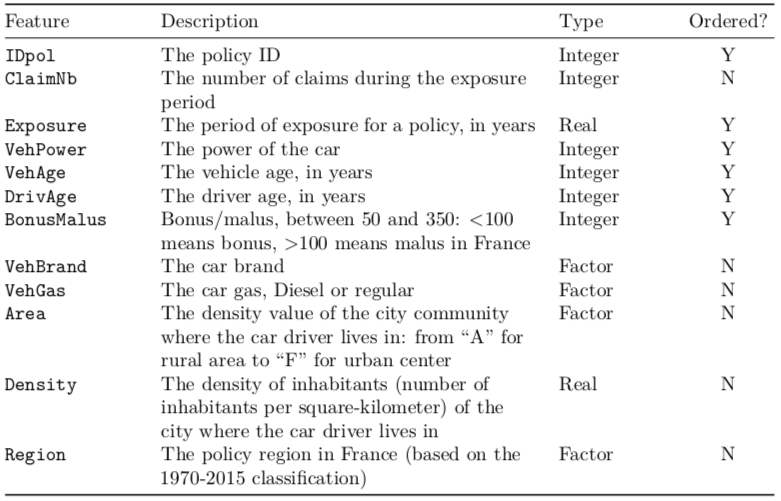 Feature Description Type Ordered?
IDpol The policy ID Integer Y
ClaimNb The number of claims during the exposure Integer N
period
Exposure The period of exposure for a policy, in years Real Y
VehPower The power of the car Integer Y
VehAge The vehicle age, in years Integer Y
DrivAge The driver age, in years Integer Y
BonusMalus Bonus/malus, between 50 and 350: <100 Integer Y
means bonus, >100 means malus in France
VehBrand The car brand Factor N
VehGas The car gas, Diesel or regular Factor N
Area The density value of the city community Factor N
where the car driver lives in: from “A” for
rural area to “F” for urban center
Density The density of inhabitants (number of Real N
inhabitants per square-kilometer) of the
city where the car driver lives in
Region The policy region in France (based on the Factor N
1970-2015 classification)